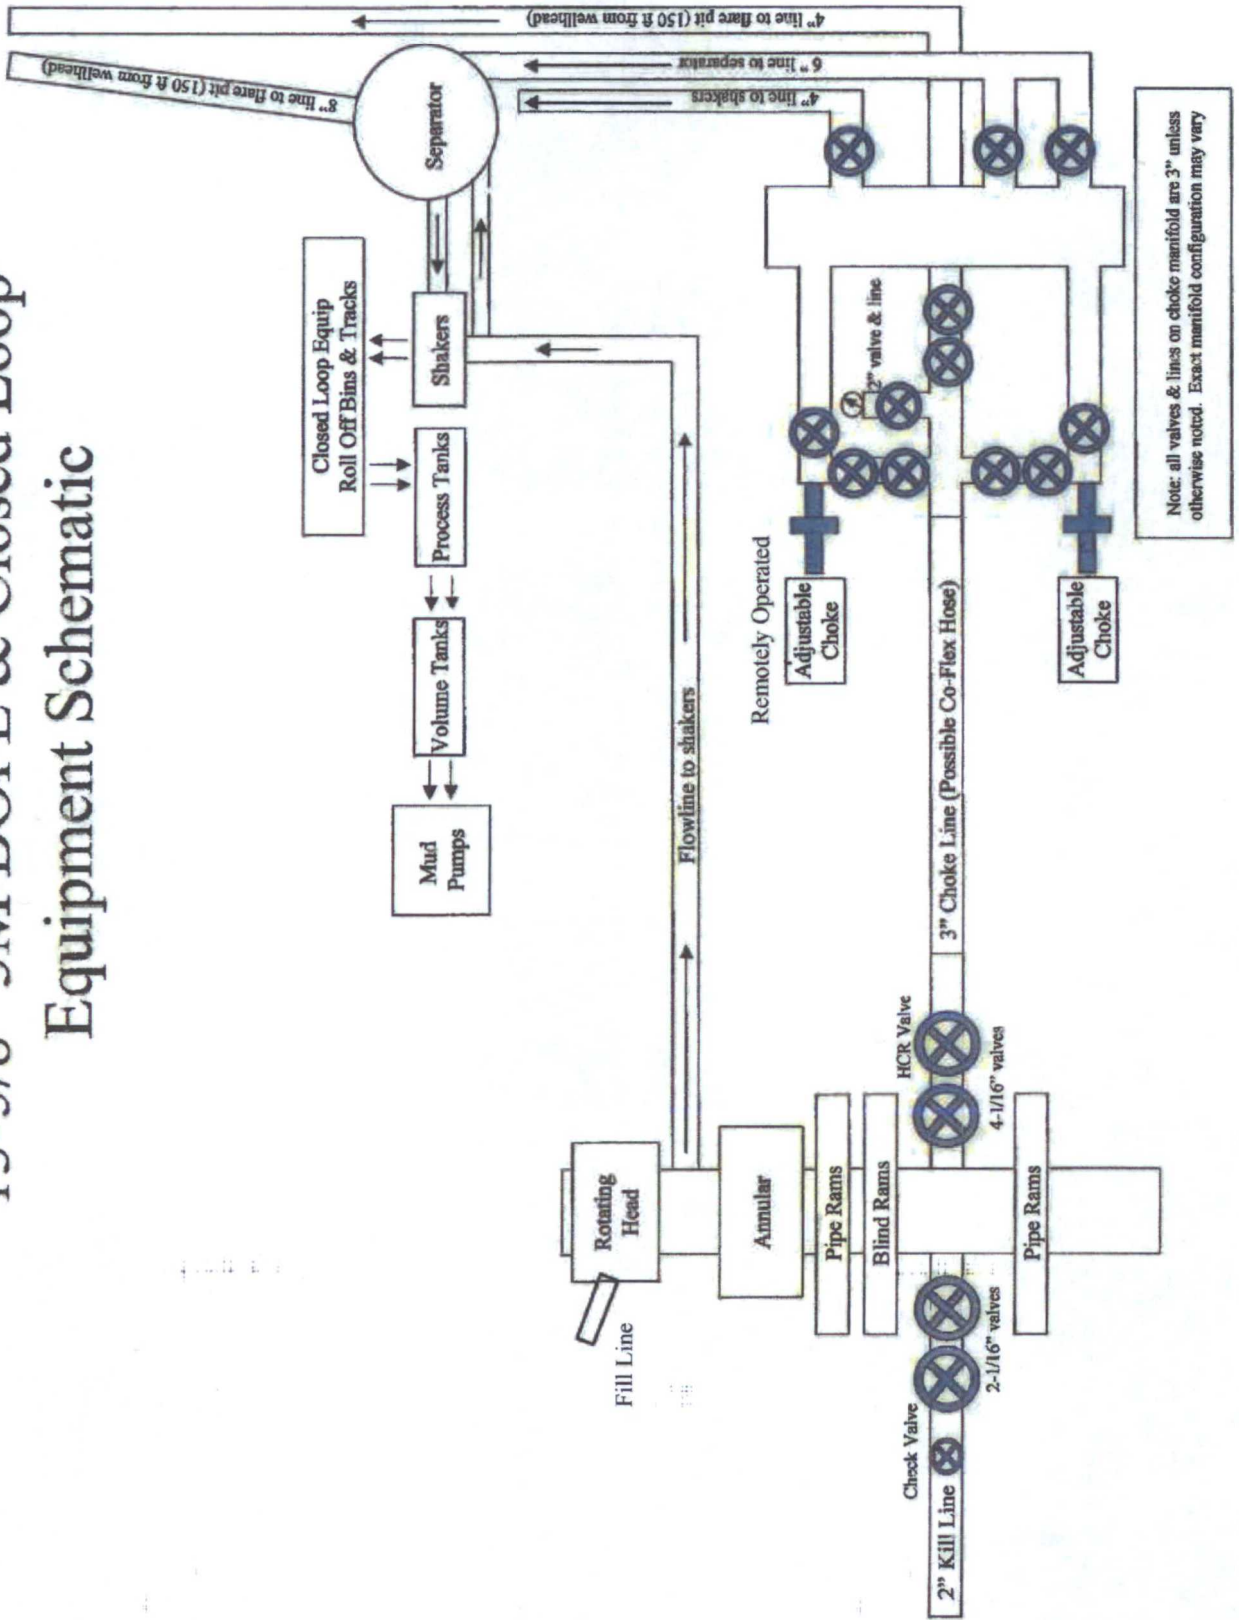 BOPE & Closed Loop
Equipment Schematic
Closed Loop Equip
Roll Off Bins & Tracks
8" line to flare pit (150 ft from wellhead)
Mud
Pumps
Volume Tanks
Process Tanks
Shakers
Separator
4" line to flare pit (150 ft from wellhead)
6" line to separator
4" line to shakers
Fill Line
Rotating
Head
Flowline to shakers
Annular
Remotely Operated
Adjustable
Choke
Pipe Rams
Blind Rams
2" valve & line
Check Valve
HCR Valve
2" Kill Line
3" Choke Line (Possible Co-Flex Hose)
2-1/16" valves
4-1/16" valves
Pipe Rams
Adjustable
Choke
Note: all valves & lines on choke manifold are 3" unless
otherwise noted. Exact manifold configuration may vary